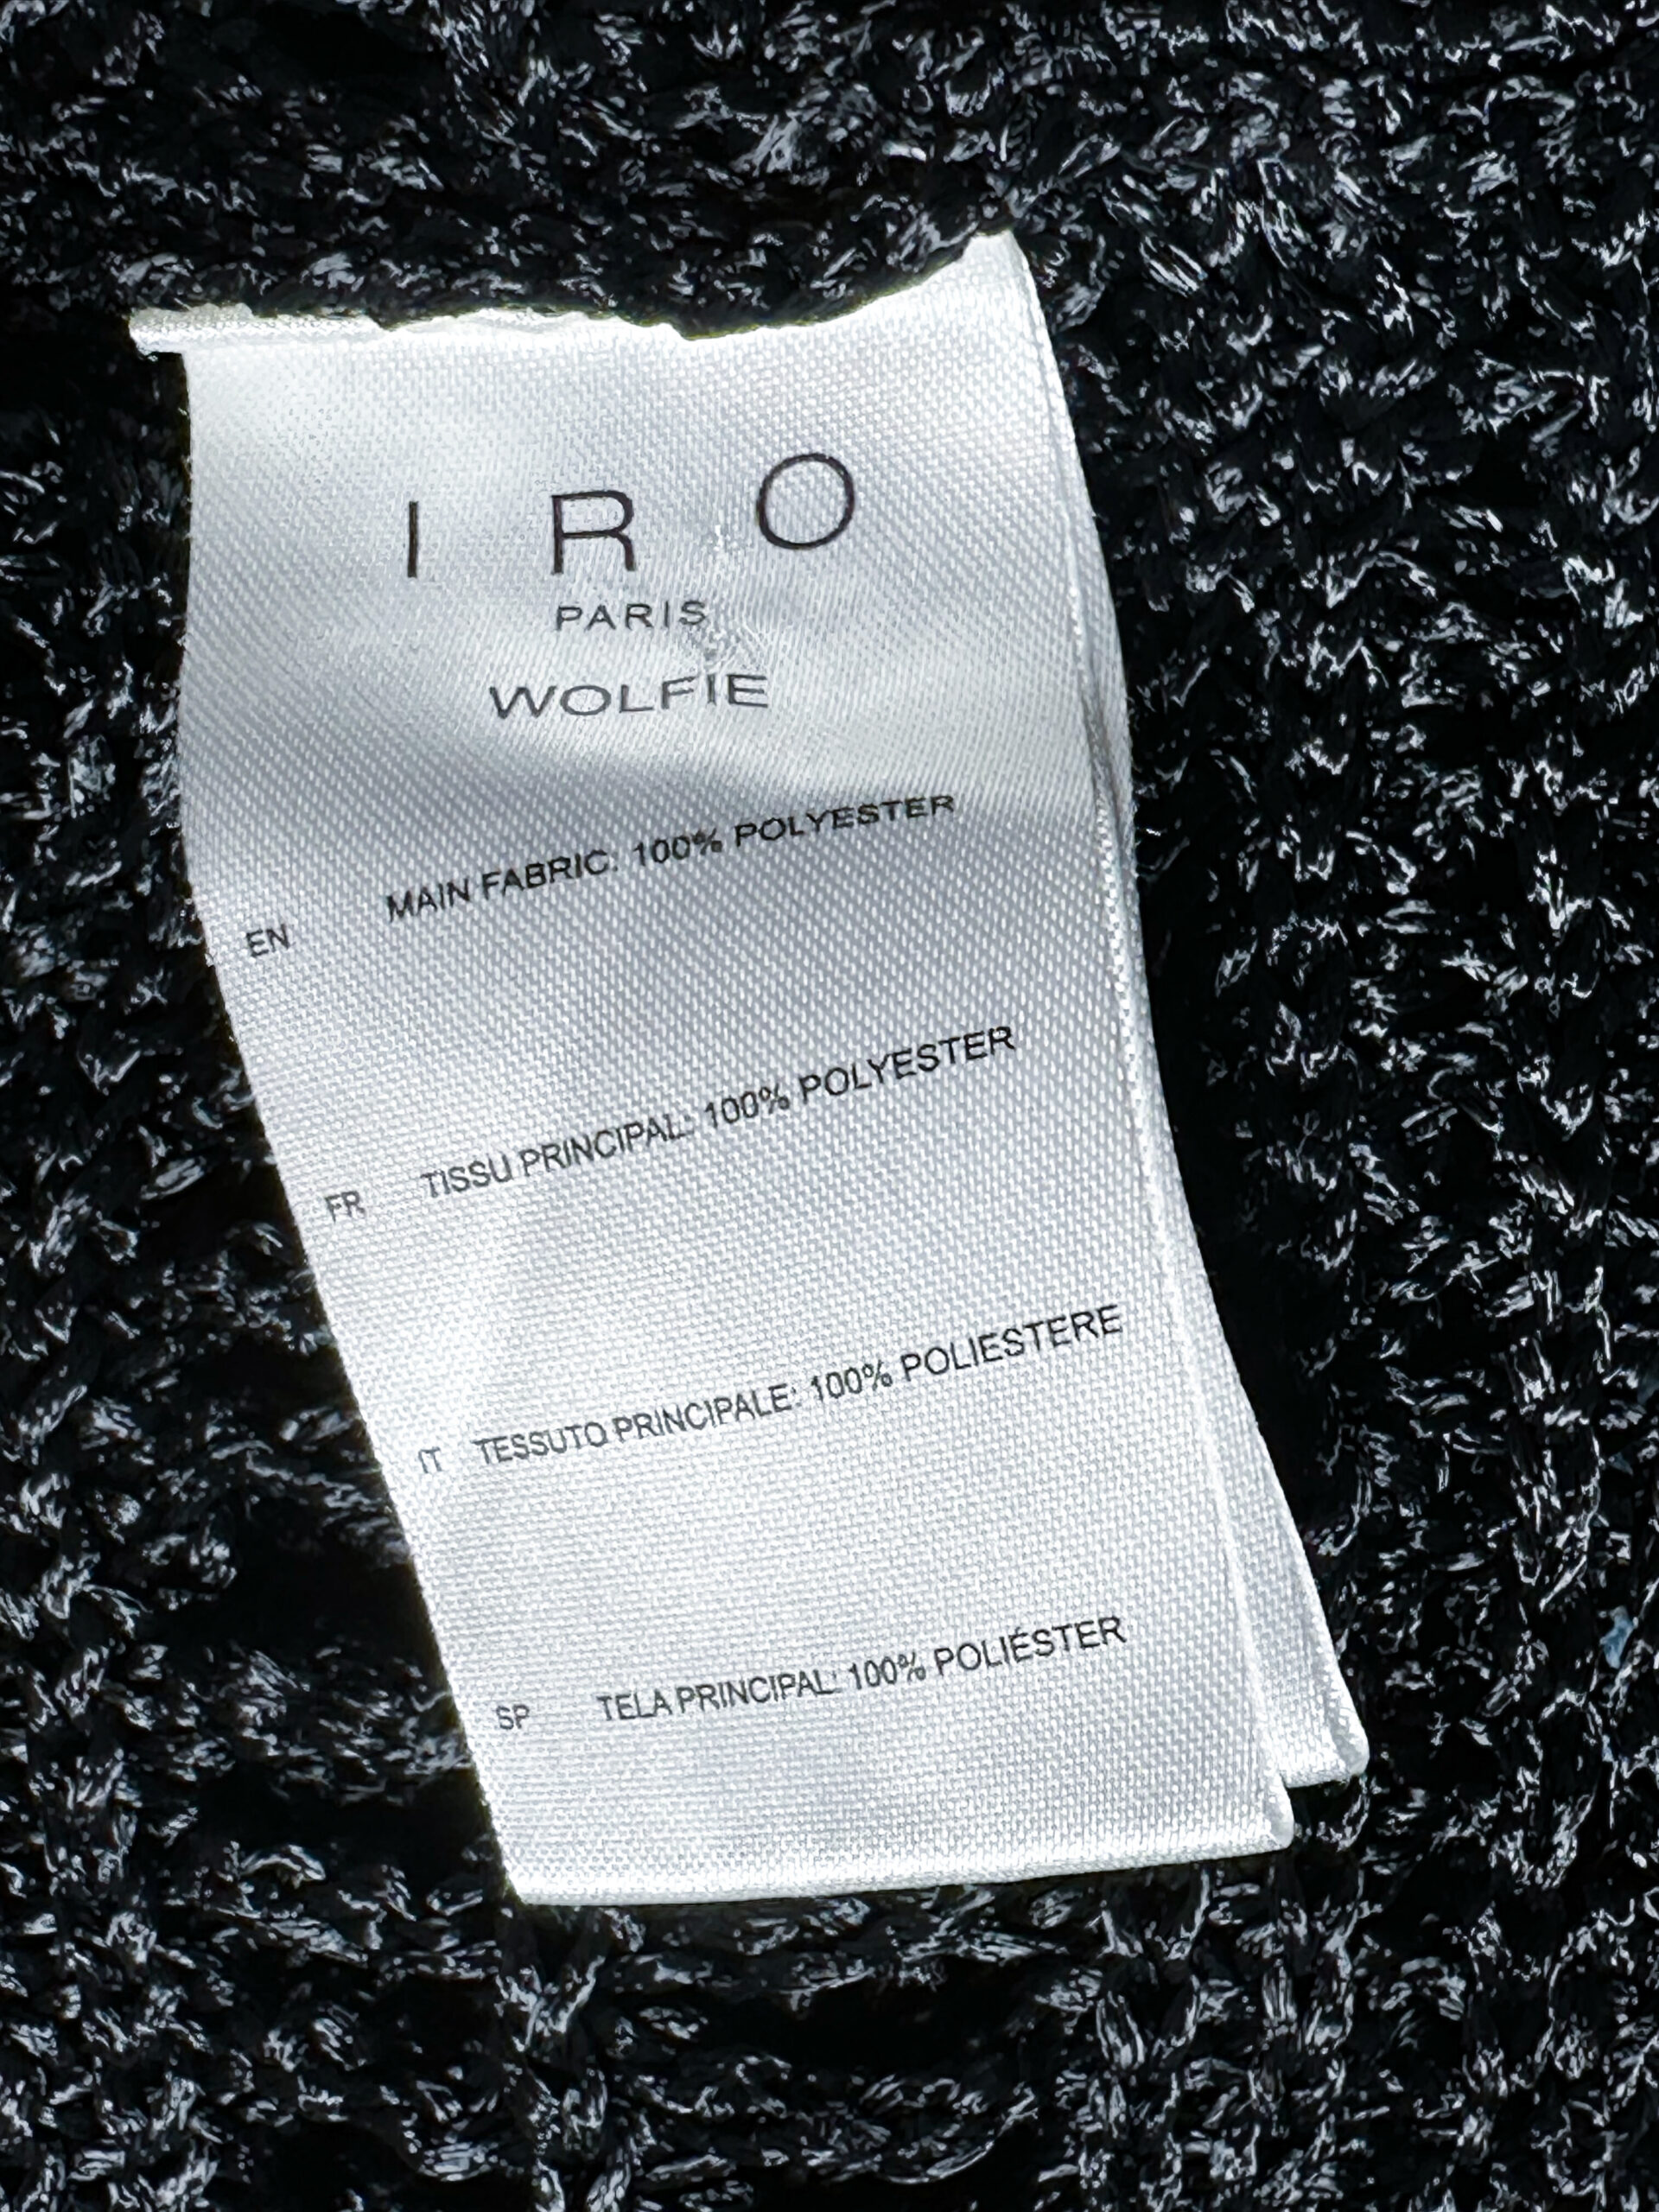 I R O
PARIS
WOLFIE
EN MAIN FABRIC: 100% POLYESTER
FR TISSU PRINCIPAL: 100% POLYESTER
IT TESSUTO PRINCIPALE: 100% POLIESTERE
SP TELA PRINCIPAL: 100% POLIÉSTER